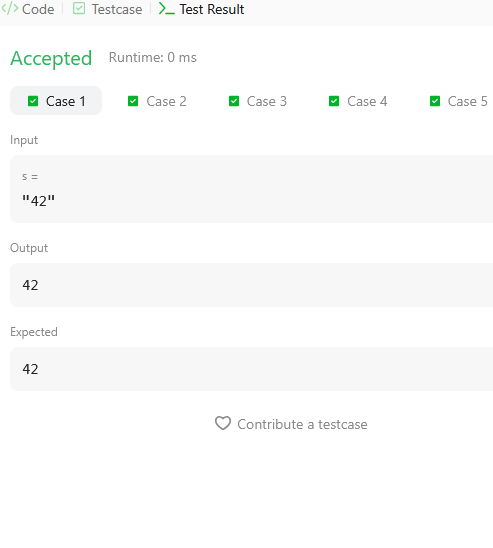 </> Code Testcase Test Result
Accepted Runtime: 0 ms
Case 1 Case 2 Case 3 Case 4 Case 5
Input
s =
"42"
Output
42
Expected
42
Contribute a testcase